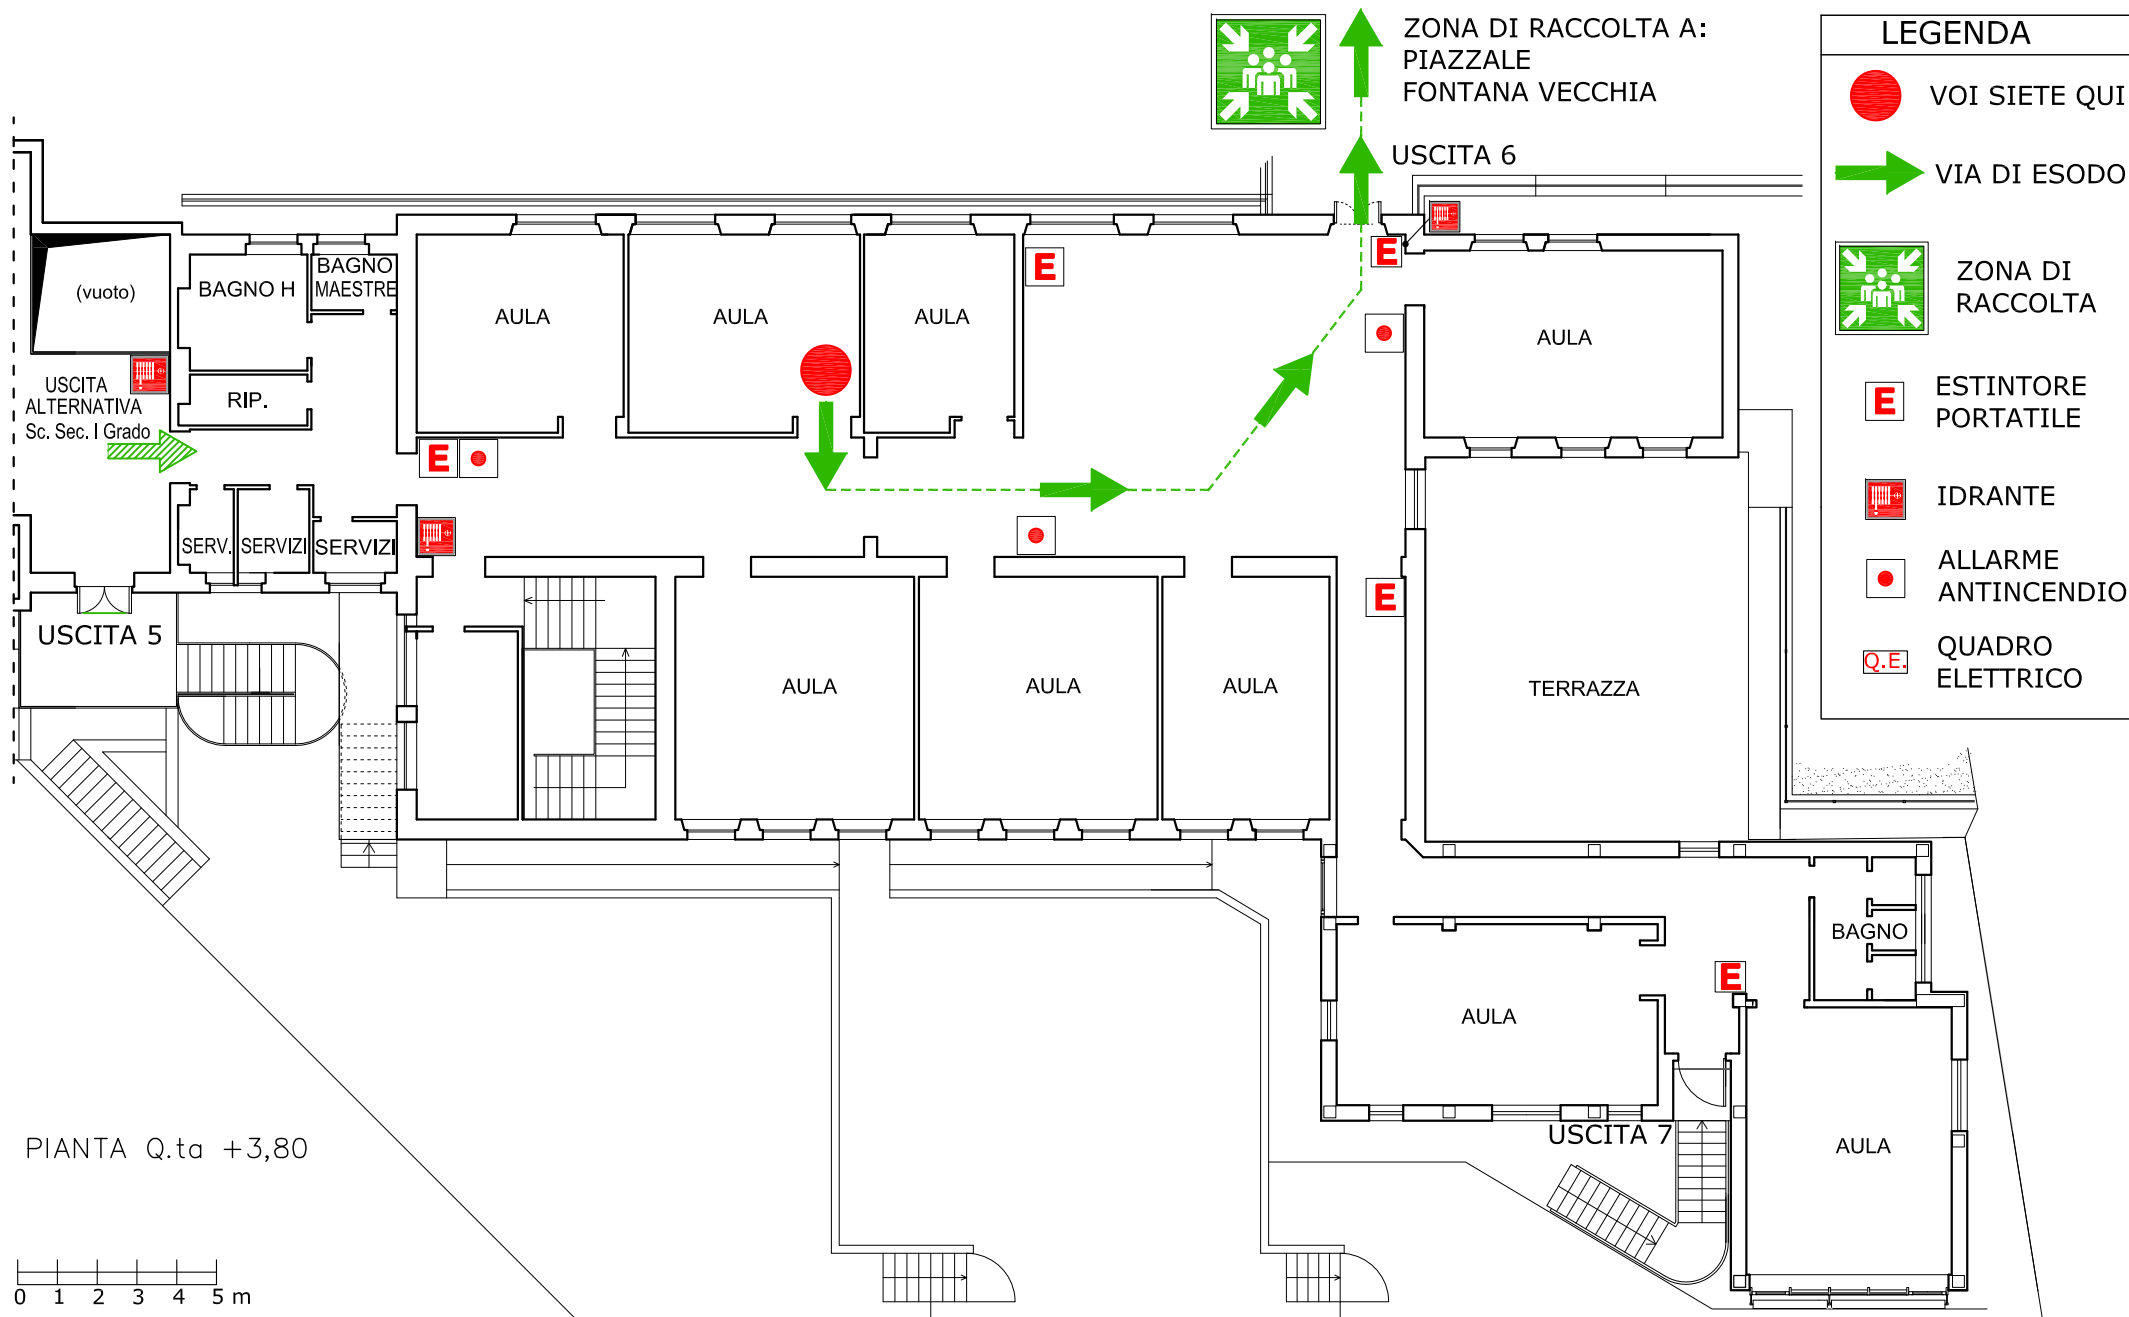 ZONA DI RACCOLTA A:
PIAZZALE
FONTANA VECCHIA
USCITA 6
LEGENDA
VOI SIETE QUI
VIA DI ESODO
ZONA DI
RACCOLTA
E
ESTINTORE
PORTATILE
IDRANTE
ALLARME
ANTINCENDIO
Q.E.
QUADRO
ELETTRICO
(vuoto)
BAGNO H
BAGNO
MAESTRE
AULA
AULA
AULA
E
E
AULA
USCITA
ALTERNATIVA
Sc. Sec. I Grado
RIP.
E
SERV.
SERVIZI
SERVIZI
E
USCITA 5
AULA
AULA
AULA
TERRAZZA
BAGNO
E
AULA
USCITA 7
AULA
PIANTA Q.ta +3,80
0 1 2 3 4 5 m